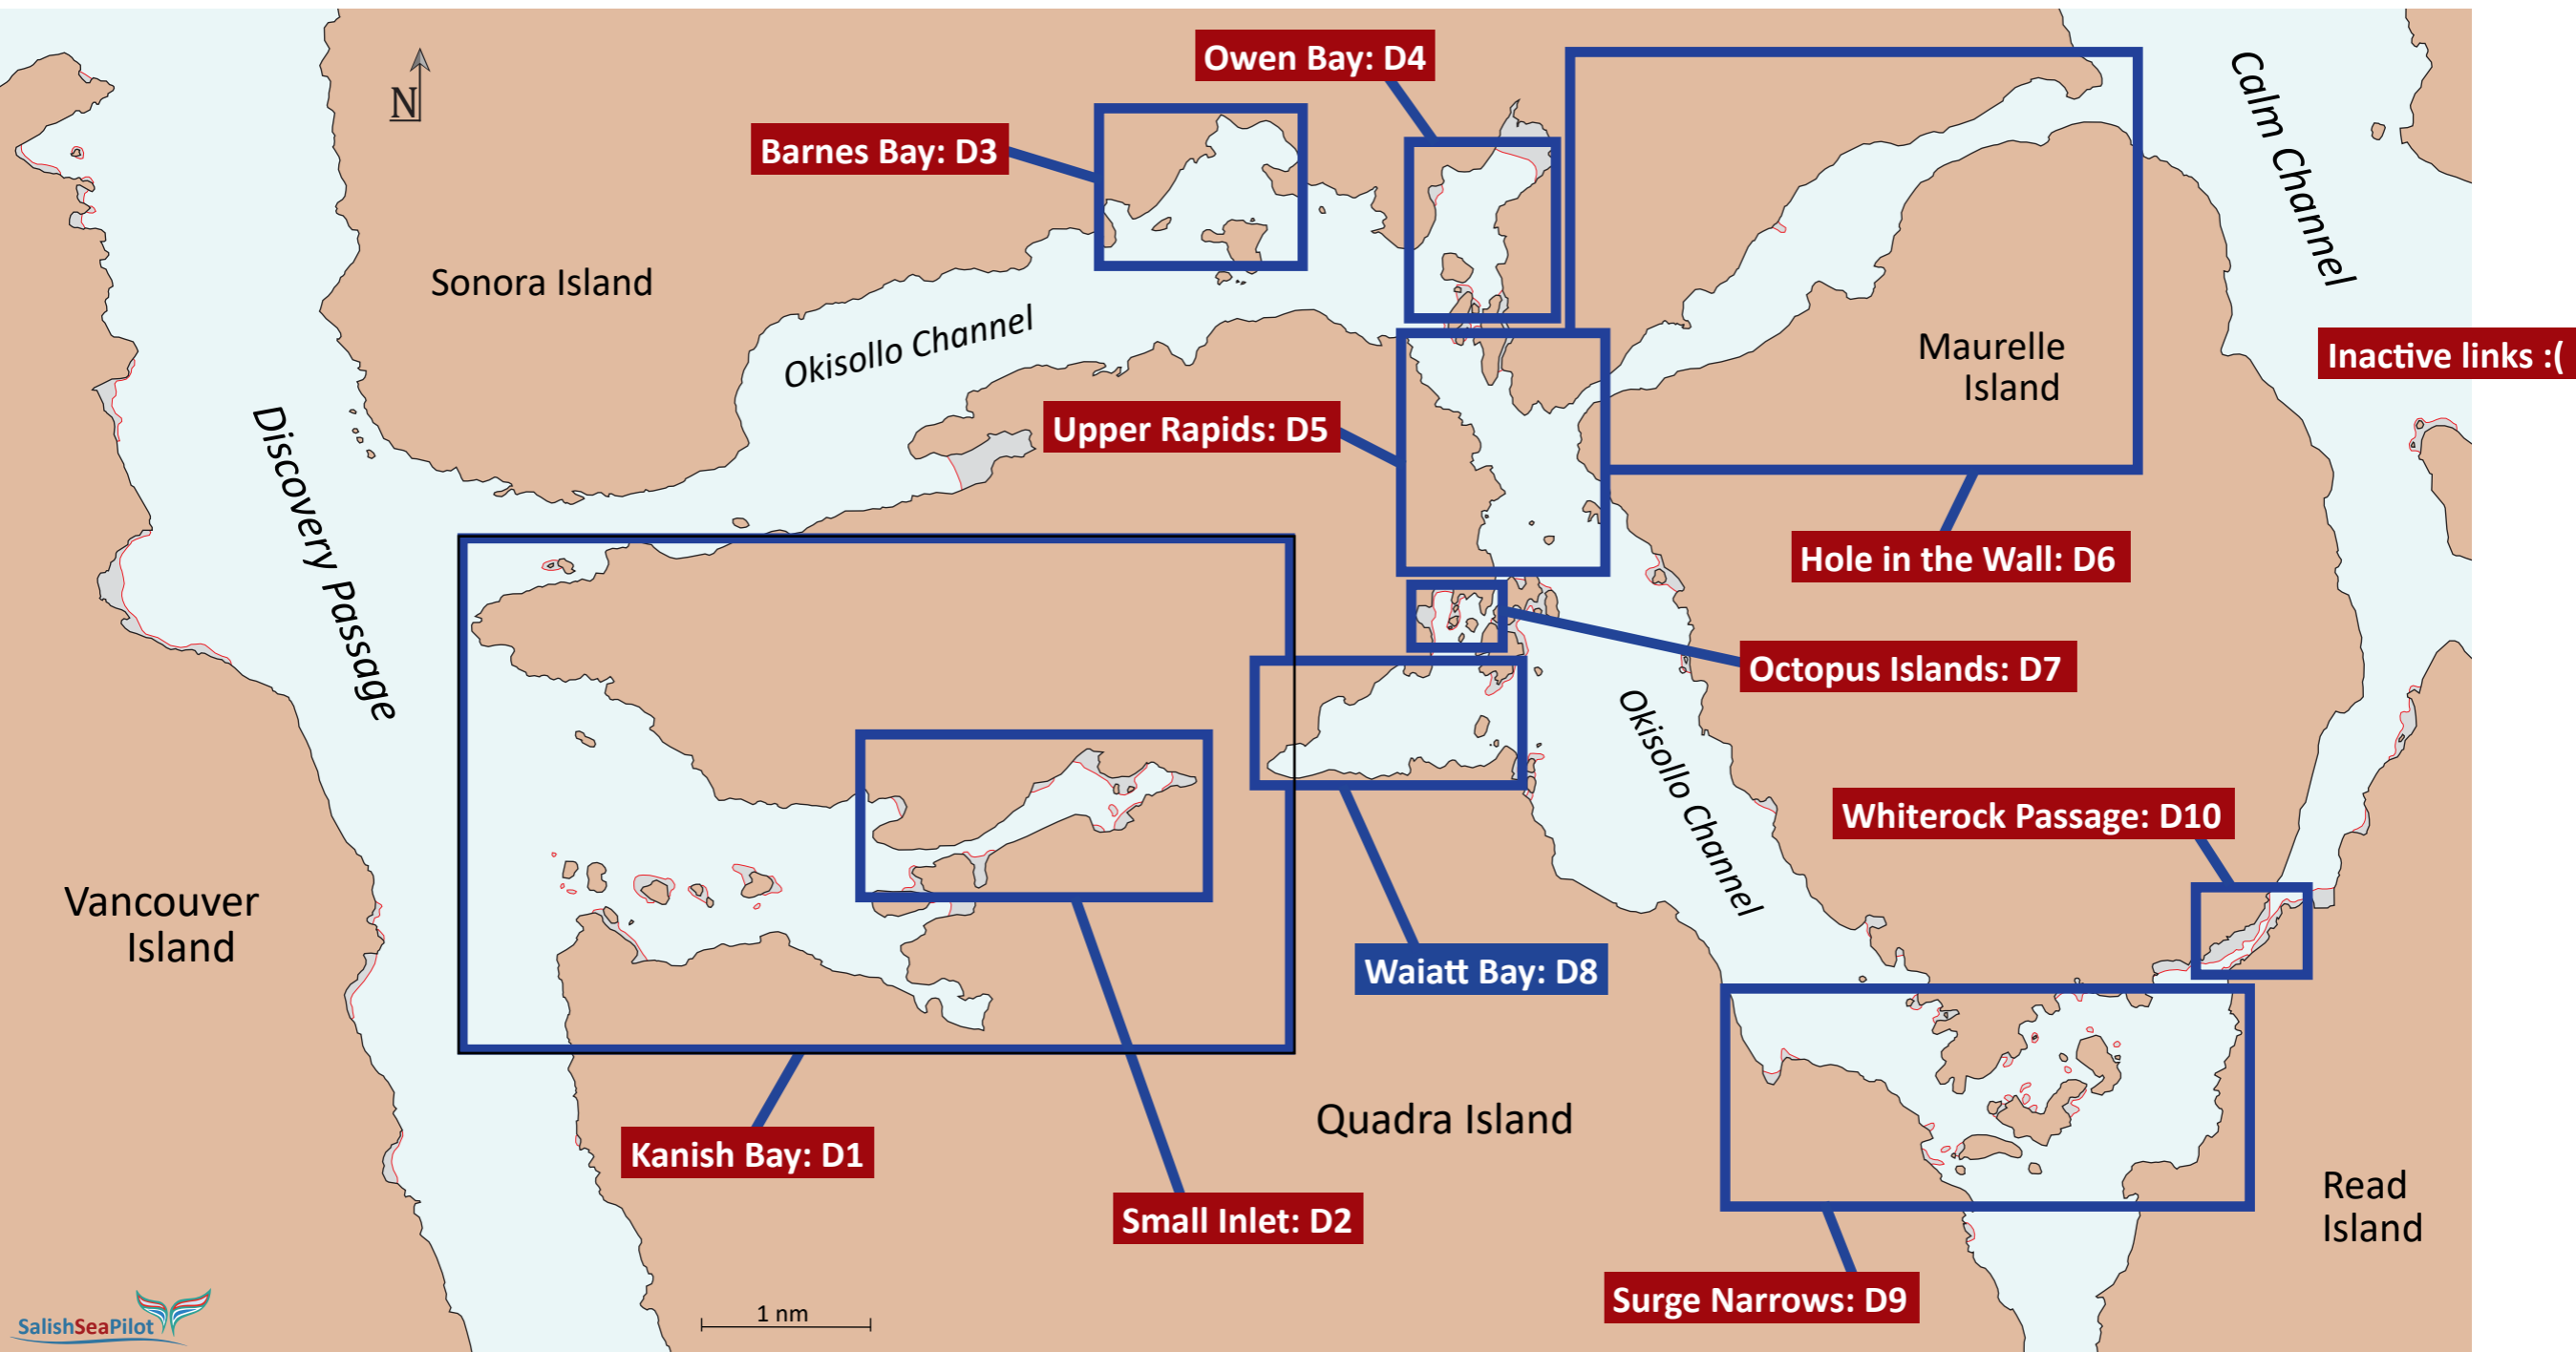 Owen Bay: D4
Calm Channel
N
Barnes Bay: D3
Sonora Island
Okisollo Channel
Maurelle
Island
Inactive links :(
Upper Rapids: D5
Discovery Passage
Hole in the Wall: D6
Octopus Islands: D7
Okisollo Channel
Whiterock Passage: D10
Vancouver
Island
Waiatt Bay: D8
Quadra Island
Kanish Bay: D1
Small Inlet: D2
Read
Island
Surge Narrows: D9
1 nm
SalishSeaPilot